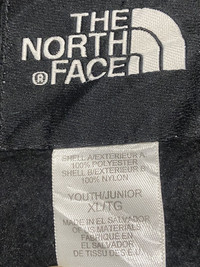 THE
NORTH
® FACE
SHELL A/EXTERIEUR A
100% POLYESTER
SHELL B/EXTERIEUR B
100% NYLON
YOUTH/JUNIOR
XL/TG
MADE IN EL SALVADOR
OF US MATERIALS
FABRIQUE EN
EL SALVADOR
DE TISSU DES E.U.